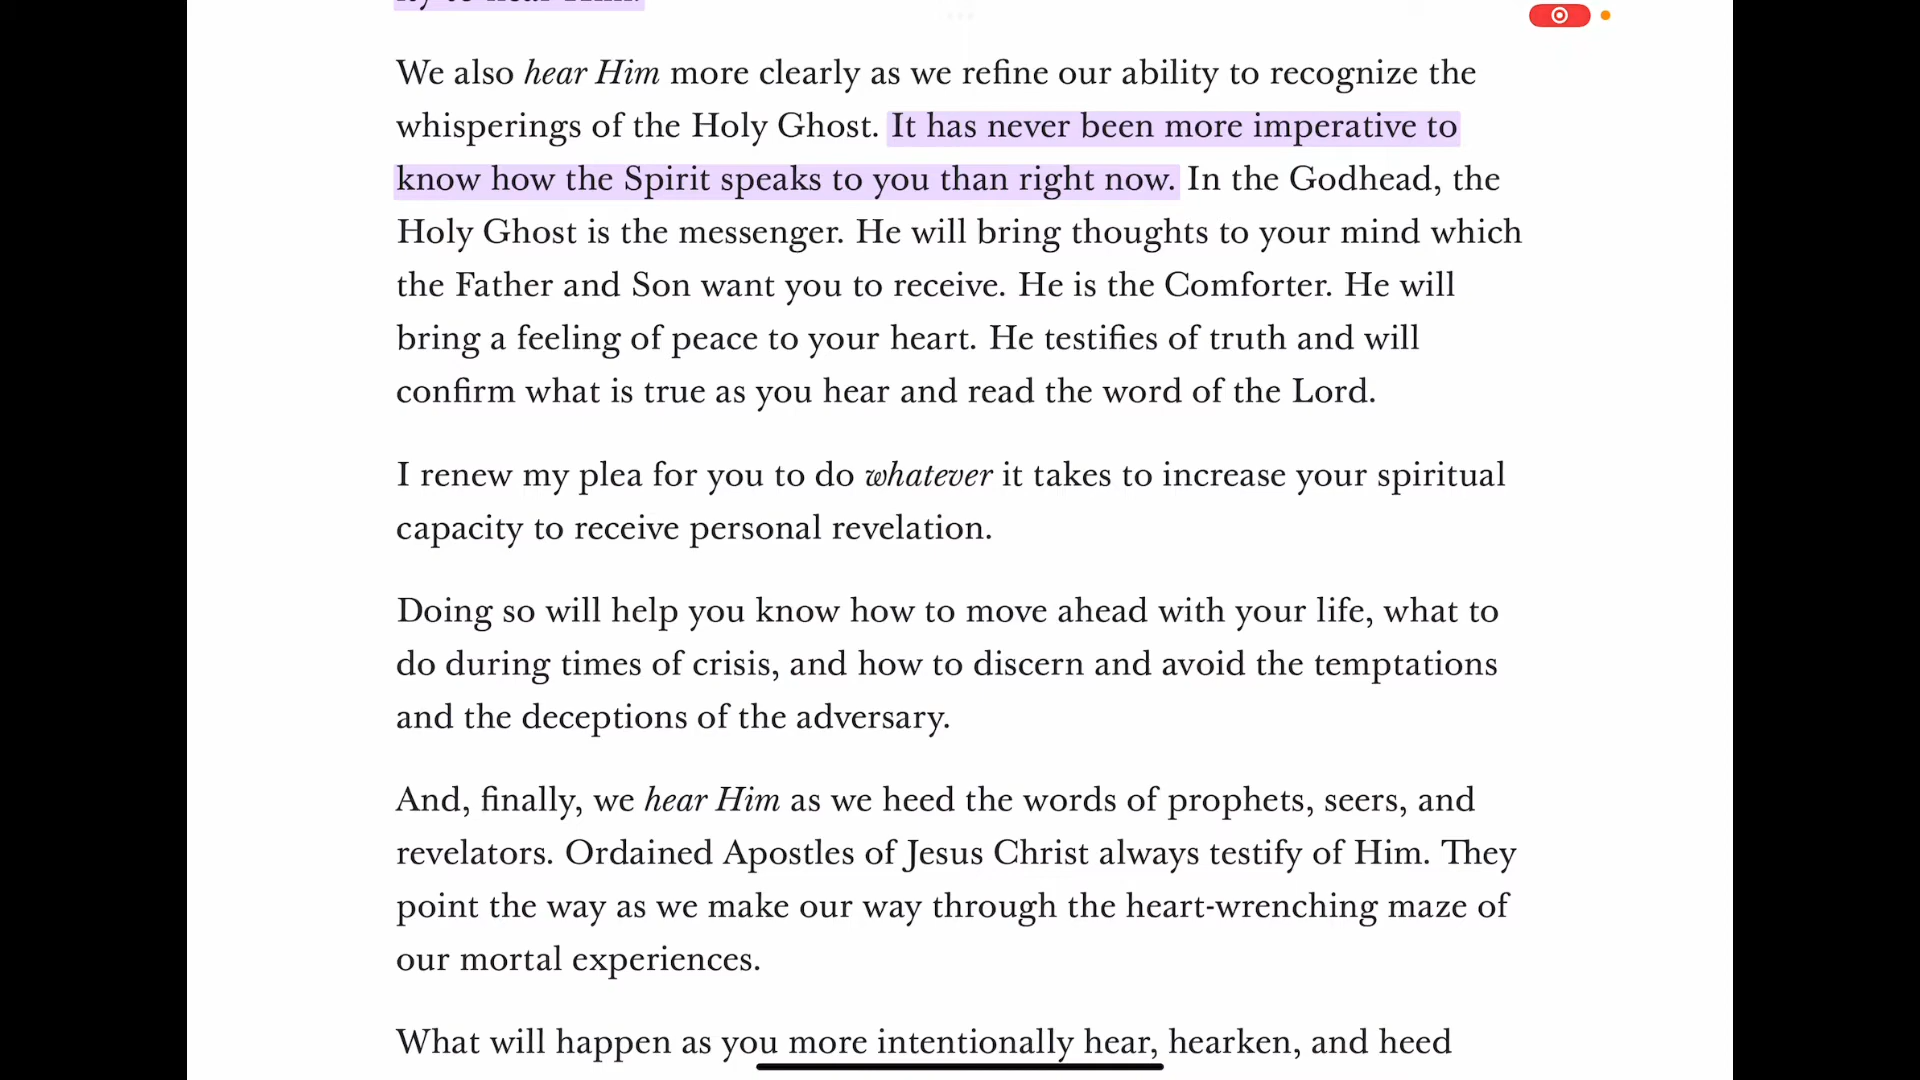 ity to hear Him.
We also hear Him more clearly as we refine our ability to recognize the
whisperings of the Holy Ghost. It has never been more imperative to
know how the Spirit speaks to you than right now. In the Godhead, the
Holy Ghost is the messenger. He will bring thoughts to your mind which
the Father and Son want you to receive. He is the Comforter. He will
bring a feeling of peace to your heart. He testifies of truth and will
confirm what is true as you hear and read the word of the Lord.
I renew my plea for you to do whatever it takes to increase your spiritual
capacity to receive personal revelation.
Doing so will help you know how to move ahead with your life, what to
do during times of crisis, and how to discern and avoid the temptations
and the deceptions of the adversary.
And, finally, we hear Him as we heed the words of prophets, seers, and
revelators. Ordained Apostles of Jesus Christ always testify of Him. They
point the way as we make our way through the heart-wrenching maze of
our mortal experiences.
What will happen as you more intentionally hear, hearken, and heed